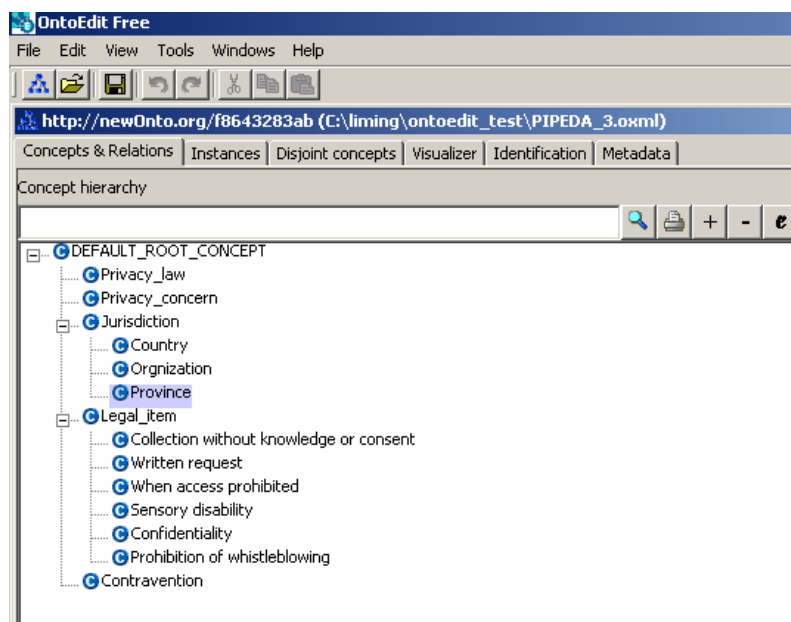 OntoEdit Free
File Edit View Tools Windows Help
http://newOnto.org/f8643283ab (C:\liming\ontoedit_test\PIPEDA_3.oxml)
Concepts & Relations Instances Disjoint concepts Visualizer Identification Metadata
Concept hierarchy
+ - e
DEFAULT_ROOT_CONCEPT
Privacy_law
Privacy_concern
Jurisdiction
Country
Orgnization
Province
Legal_item
Collection without knowledge or consent
Written request
When access prohibited
Sensory disability
Confidentiality
Prohibition of whistleblowing
Contravention